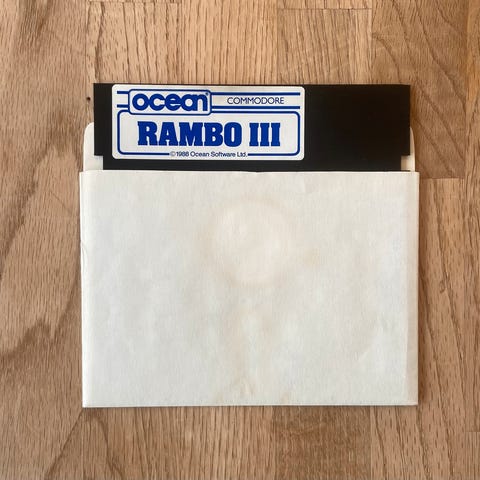 ocean COMMODORE
RAMBO III
©1988 Ocean Software Ltd.